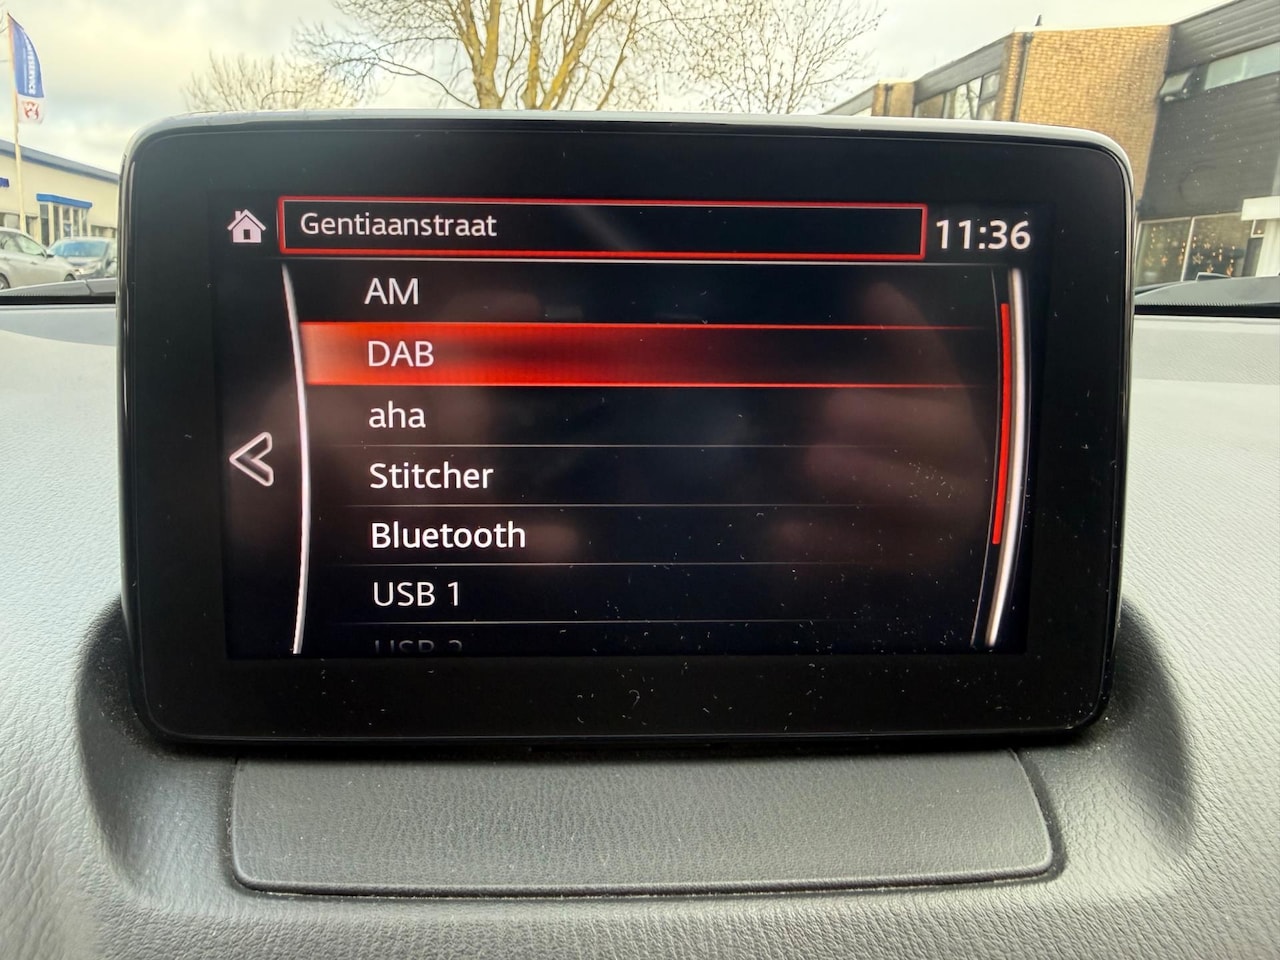 Gentiaanstraat
11:36
AM
DAB
aha
Stitcher
Bluetooth
USB 1